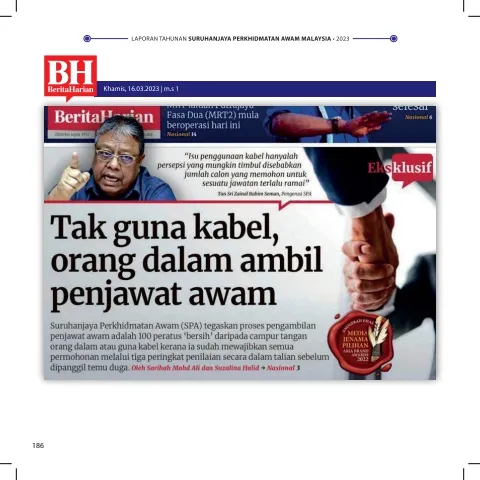 LAPORAN TAHUNAN SURUHANJAYA PERKHIDMATAN AWAM MALAYSIA • 2023
BH
BeritaHarian
Khamis, 16.03.2023 | m.s 1
BeritaHarian
Fasa Dua (MRT2) mula
beroperasi hari ini
Nasional 14
selesai
Nasional 6
"Isu penggunaan kabel hanyalah
persepsi yang mungkin timbul disebabkan
jumlah calon yang memohon untuk
sesuatu jawatan terlalu ramai"
Tan Sri Zainal Rahim Seman, Pengerusi SPA
Eksklusif
Tak guna kabel,
orang dalam ambil
penjawat awam
Suruhanjaya Perkhidmatan Awam (SPA) tegaskan proses pengambilan
penjawat awam adalah 100 peratus 'bersih' daripada campur tangan
orang dalam atau guna kabel kerana ia sudah mewajibkan semua
permohonan melalui tiga peringkat penilaian secara dalam talian sebelum
dipanggil temu duga. Oleh Saribah Mohd Ali dan Suzalina Halid → Nasional 3
MEDIA
JENAMA
PILIHAN
ASIA BRAND
AWARDS
2022
186